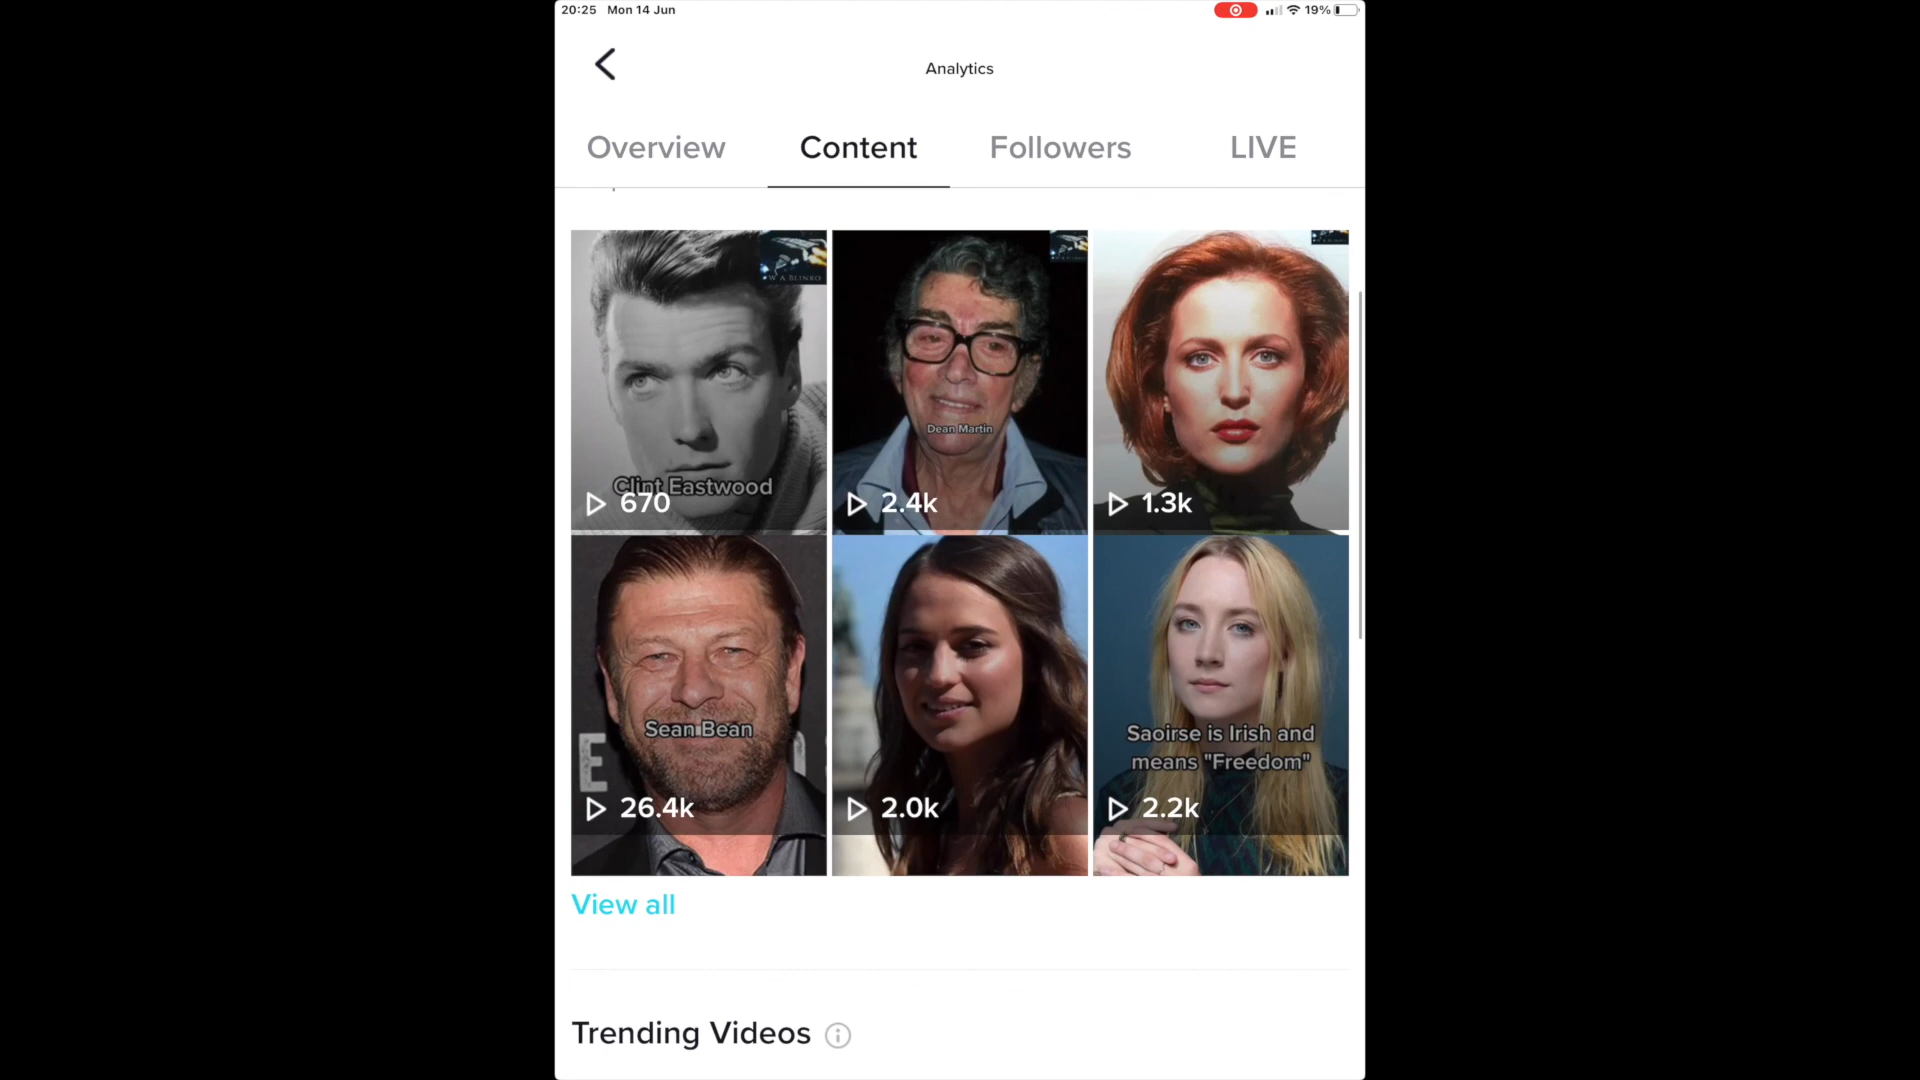 20:25 Mon 14 Jun
19%
Analytics
Overview Content Followers LIVE
W A BLINKO
Clint Eastwood
670
Dean Martin
2.4k
1.3k
Sean Bean
26.4k
2.0k
Saoirse is Irish and
means "Freedom"
2.2k
View all
Trending Videos